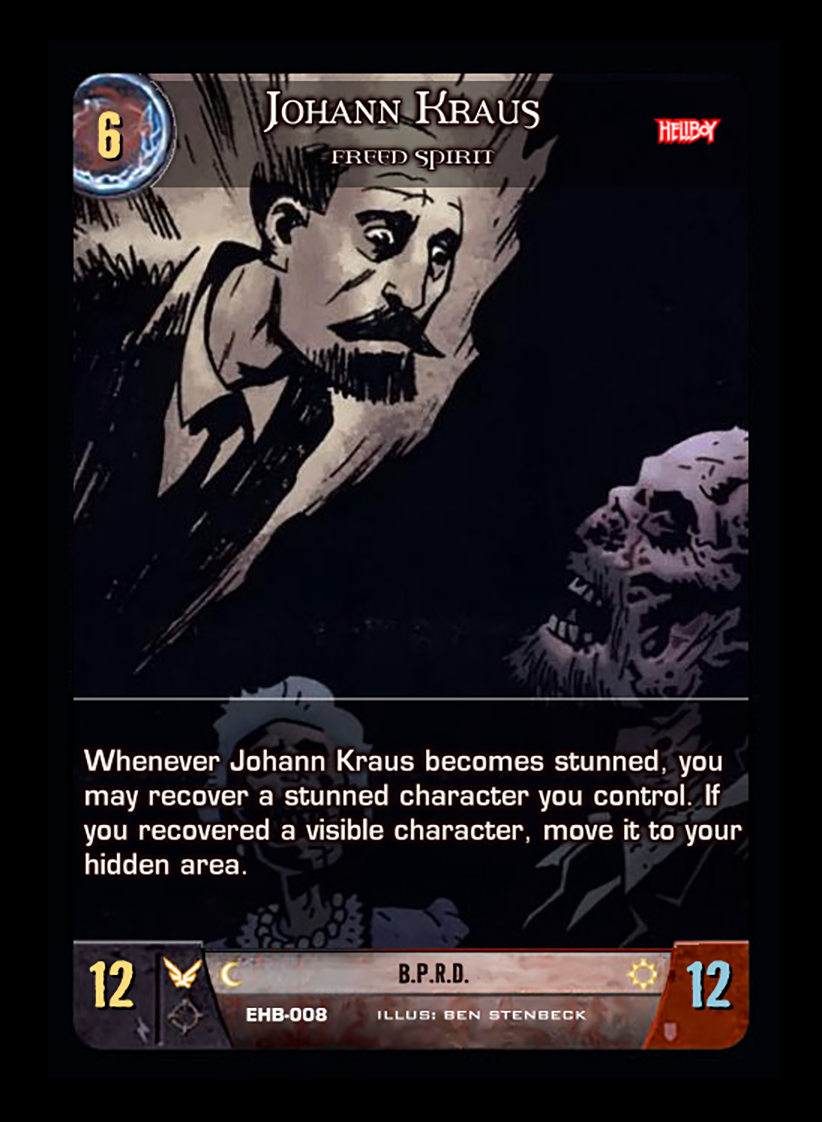 6
Johann Kraus
HELLBOY
Freed Spirit
Whenever Johann Kraus becomes stunned, you
may recover a stunned character you control. If
you recovered a visible character, move it to your
hidden area.
12
B.P.R.D.
12
EHB-008 ILLUS: BEN STENBECK